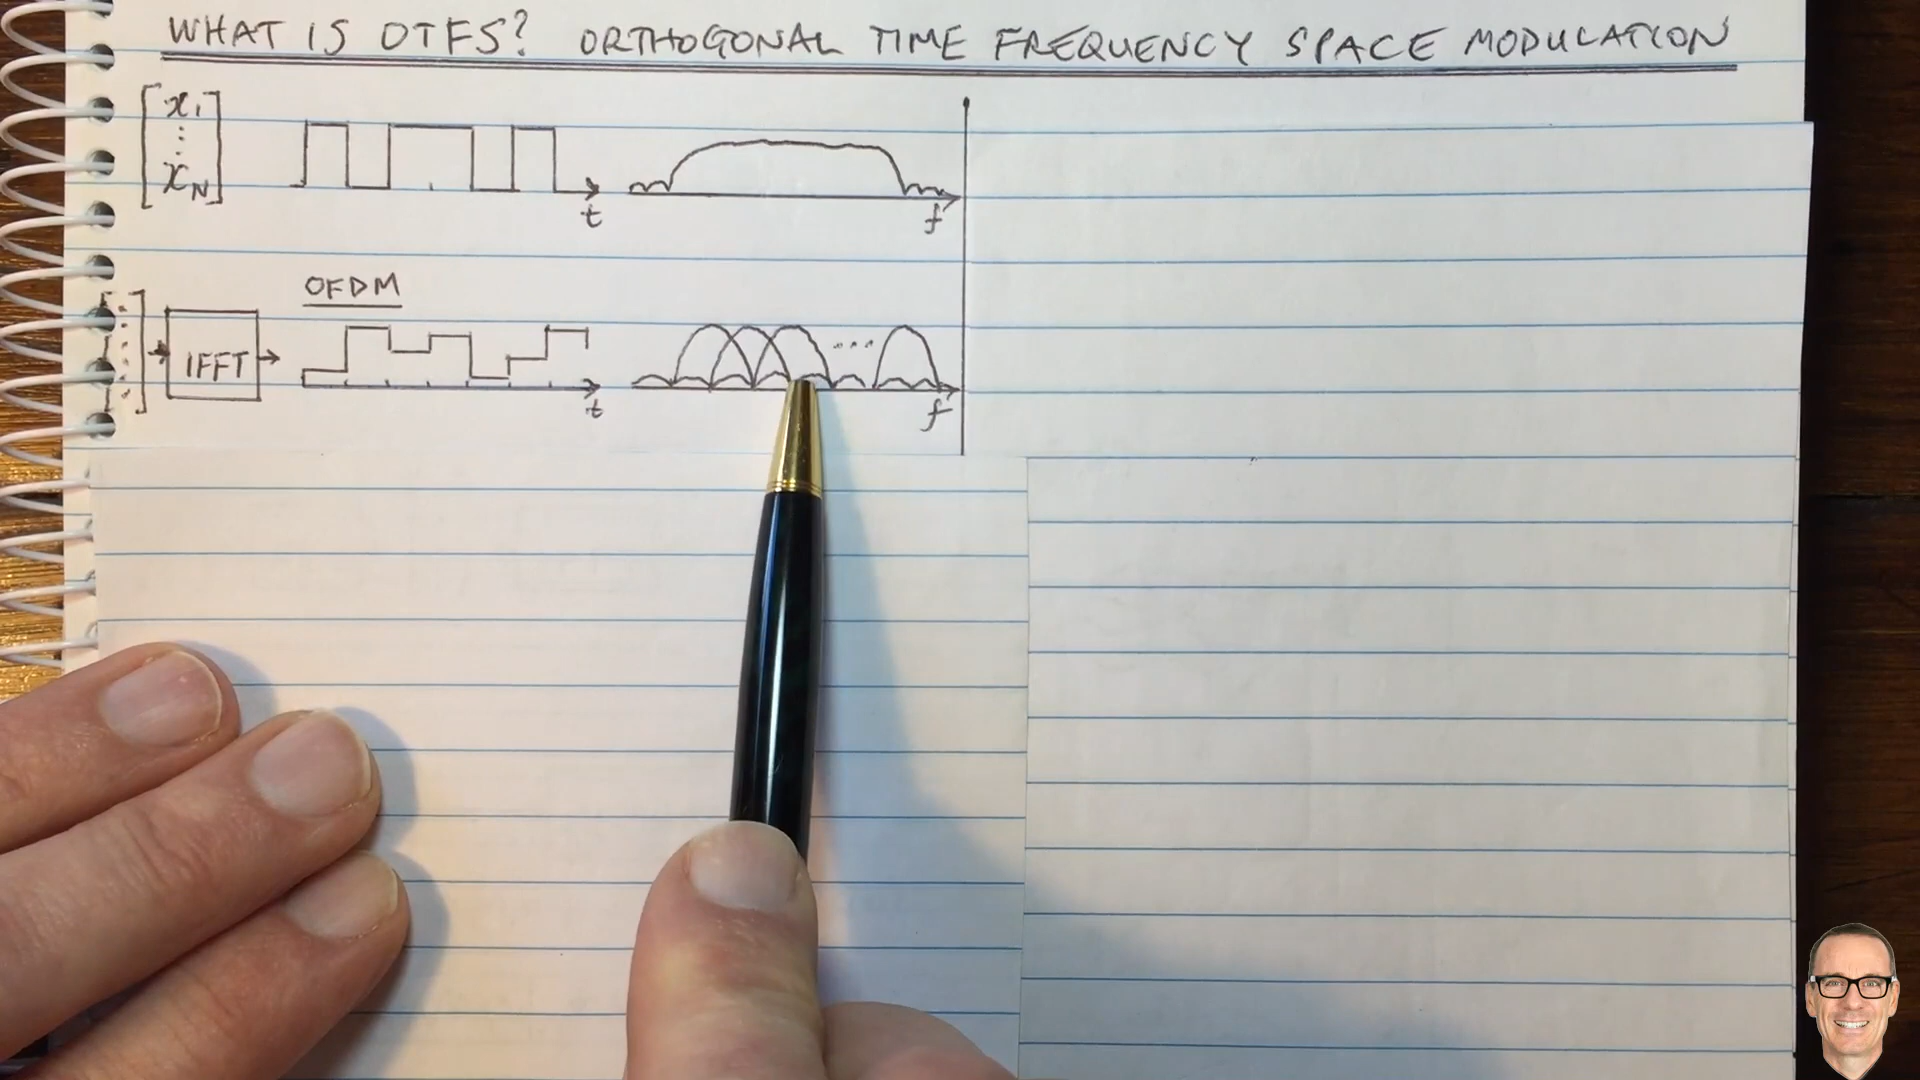 WHAT IS OTFS? ORTHOGONAL TIME FREQUENCY SPACE MODULATION
x1
⋮
xN
t
f
OFDM
IFFT
...
t
f